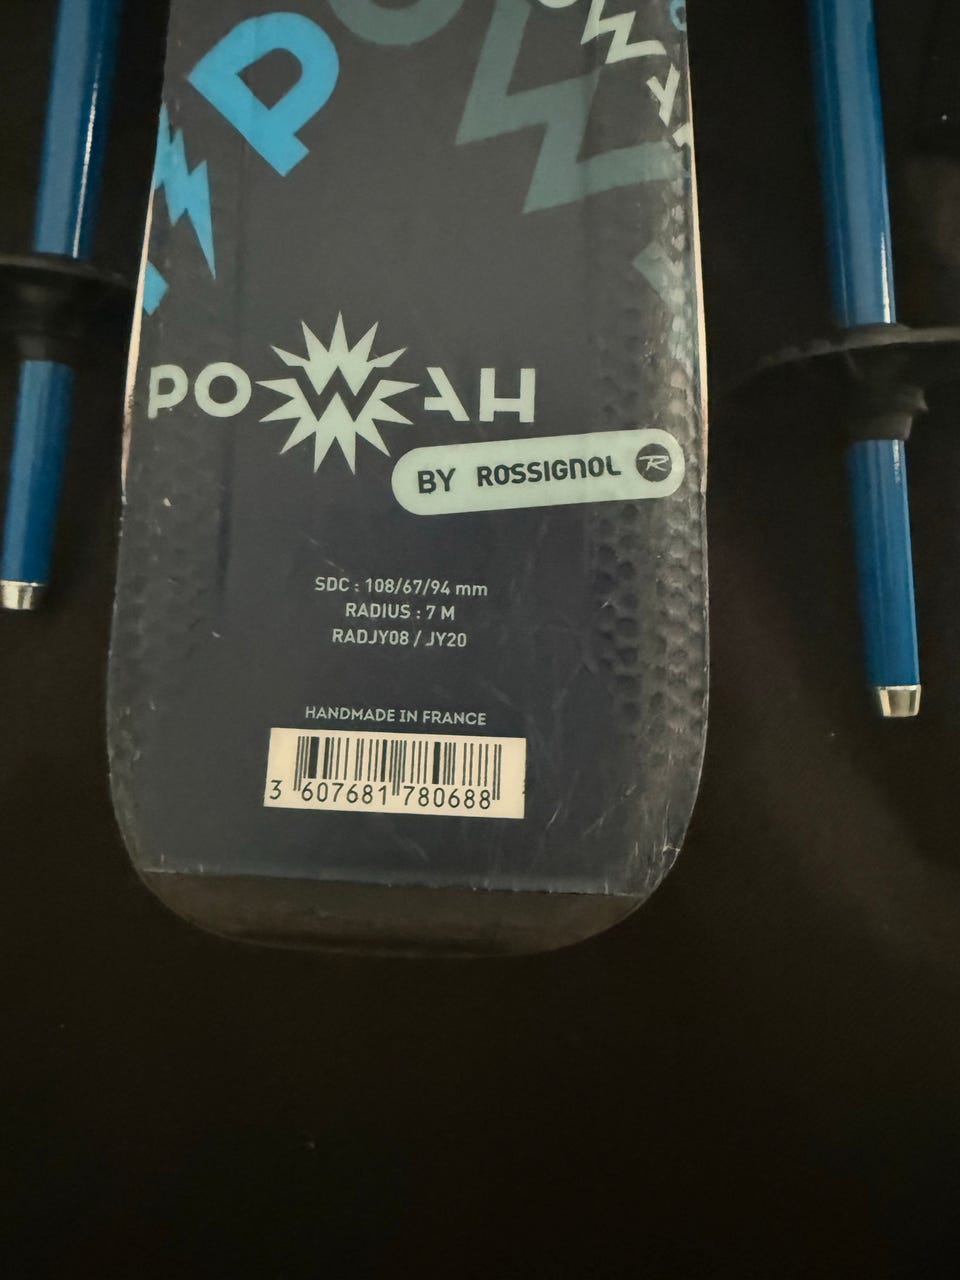 P
POWAH
BY ROSSIGNOL
SDC : 108/67/94 mm
RADIUS : 7 M
RADJY08 / JY20
HANDMADE IN FRANCE
3 607681 780688